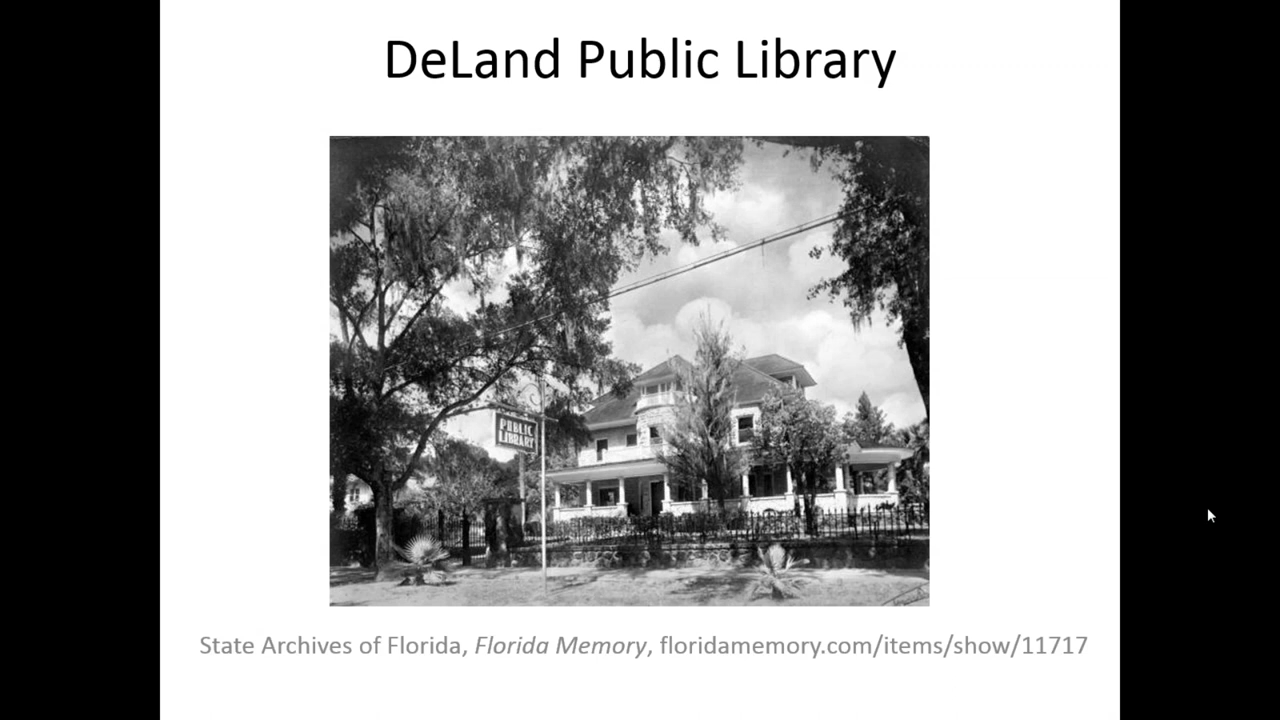 DeLand Public Library
PUBLIC
LIBRARY
State Archives of Florida, Florida Memory, floridamemory.com/items/show/11717